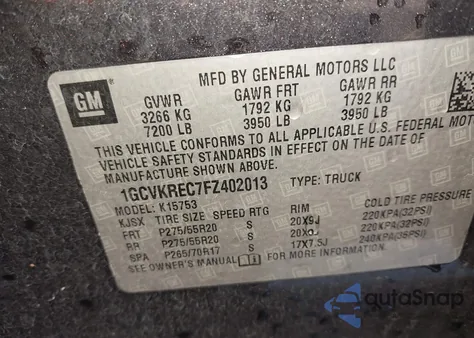 MFD BY GENERAL MOTORS LLC
GM
GVWR GAWR FRT GAWR RR
3266 KG 1792 KG 1792 KG
7200 LB 3950 LB 3950 LB
THIS VEHICLE CONFORMS TO ALL APPLICABLE U.S. FEDERAL MOT
VEHICLE SAFETY STANDARDS IN EFFECT ON THE DATE OF
MANUFACTURE SHOWN ABOVE.
1GCVKREC7FZ402013 TYPE: TRUCK
MODEL: K15753
KJSX TIRE SIZE SPEED RTG RIM COLD TIRE PRESSURE
FRT P275/55R20 S 20X9J 220KPA(32PSI)
RR P275/55R20 S 20X9J 220KPA(32PSI)
SPA P265/70R17 S 17X7.5J 240KPA(35PSI)
SEE OWNER'S MANUAL FOR MORE INFORMATION.
autoSnap